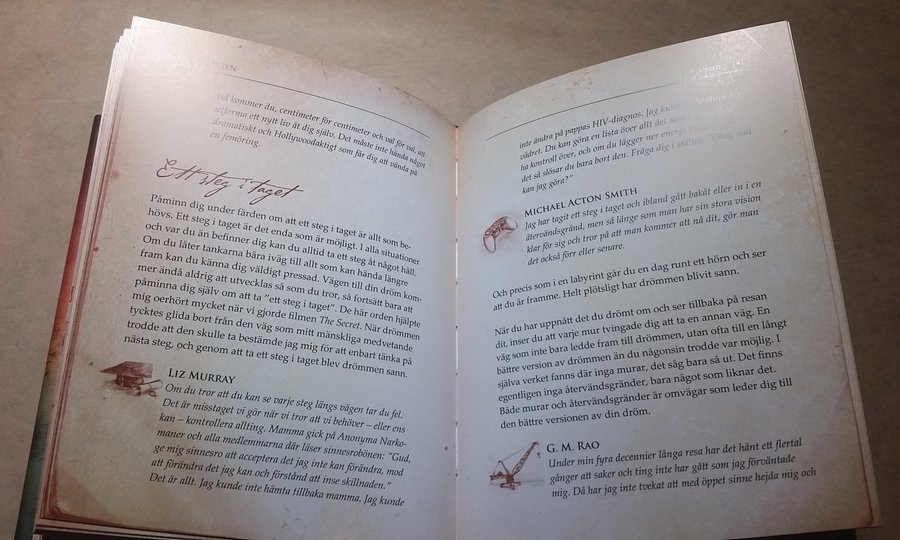 tid kommer du, centimeter för centimeter och val för val, att
utforma ett nytt liv åt dig själv. Det måste inte hända något
dramatiskt och Hollywoodaktigt som får dig att vända på
en femöring.
Ett steg i taget
Påminn dig under färden om att ett steg i taget är allt som be-
hövs. Ett steg i taget är det enda som är möjligt. I alla situationer
och var du än befinner dig kan du alltid ta ett steg åt något håll.
Om du låter tankarna bära iväg till allt som kan hända längre
fram kan du känna dig väldigt pressad. Vägen till din dröm kom-
mer ändå aldrig att utvecklas så som du tror, så fortsätt bara att
påminna dig själv om att ta ”ett steg i taget”. De här orden hjälpte
mig oerhört mycket när vi gjorde filmen The Secret. När drömmen
tycktes glida bort från den väg som mitt mänskliga medvetande
trodde att den skulle ta bestämde jag mig för att enbart tänka på
nästa steg, och genom att ta ett steg i taget blev drömmen sann.
Liz Murray
Om du tror att du kan se varje steg längs vägen tar du fel.
Det är misstaget vi gör när vi tror att vi behöver – eller ens
kan – kontrollera allting. Mamma gick på Anonyma Narko-
maner och alla medlemmarna där läser sinnesrobönen: ”Gud,
ge mig sinnesro att acceptera det jag inte kan förändra, mod
att förändra det jag kan och förstånd att inse skillnaden.”
Det är allt. Jag kunde inte hämta tillbaka mamma. Jag kunde
inte ändra på pappas HIV-diagnos. Jag kunde
vädret. Du kan göra en lista över allt det
ha kontroll över, och om du lägger ner energi
det så slösar du bara bort den. Fråga dig i stället: vad
kan jag göra?”
Michael Acton Smith
Jag har tagit ett steg i taget och ibland gått bakåt eller in i en
återvändsgränd, men så länge som man har sin stora vision
klar för sig och tror på att man kommer att nå dit, gör man
det också förr eller senare.
Och precis som i en labyrint går du en dag runt ett hörn och ser
att du är framme. Helt plötsligt har drömmen blivit sann.
När du har uppnått det du drömt om och ser tillbaka på resan
dit, inser du att varje mur tvingade dig att ta en annan väg. En
väg som inte bara ledde fram till drömmen, utan ofta till en långt
bättre version av drömmen än du någonsin trodde var möjlig. I
själva verket fanns där inga murar, det såg bara så ut. Det finns
egentligen inga återvändsgränder, bara något som liknar det.
Både murar och återvändsgränder är omvägar som leder dig till
den bättre versionen av din dröm.
G. M. Rao
Under min fyra decennier långa resa har det hänt ett flertal
gånger att saker och ting inte har gått som jag förväntade
mig. Då har jag inte tvekat att med öppet sinne hejda mig och